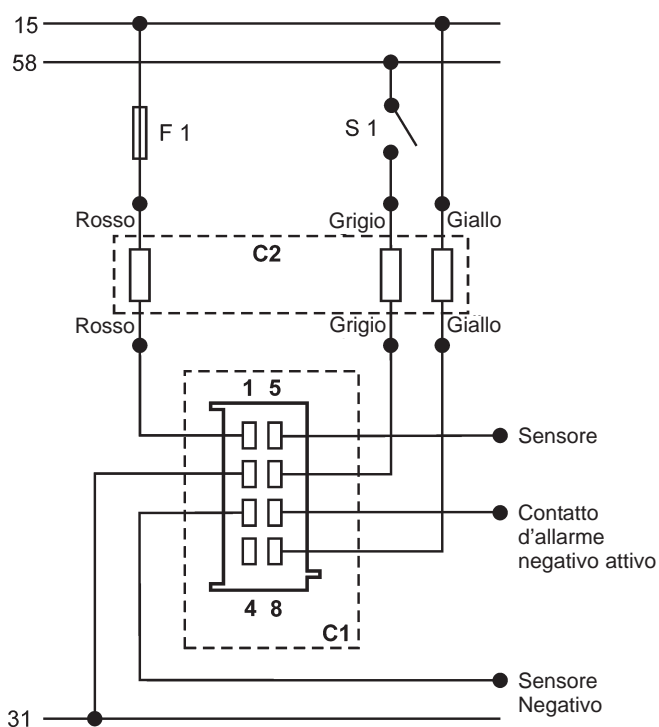 15
58
F 1
S 1
Rosso
Grigio
Giallo
C2
Rosso
Grigio
Giallo
1 5
Sensore
Contatto
d'allarme
negativo attivo
4 8
C1
Sensore
Negativo
31